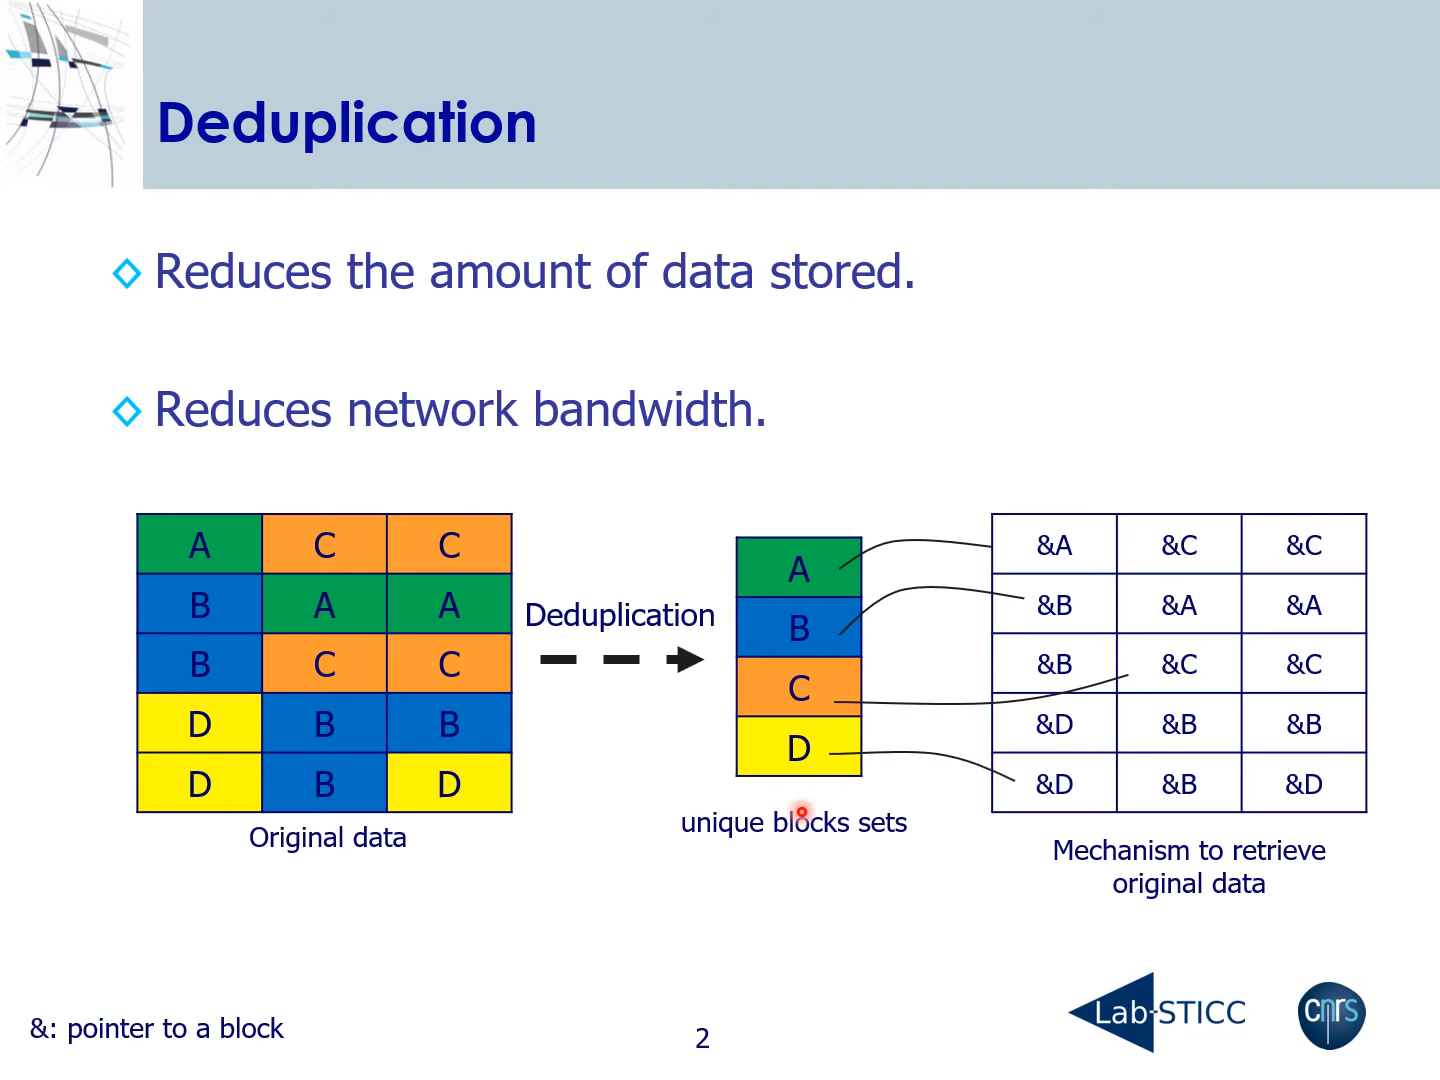 Deduplication
Reduces the amount of data stored.
Reduces network bandwidth.
A C C
B A A
B C C
D B B
D B D
Original data
Deduplication
A
B
C
D
unique blocks sets
&A &C &C
&B &A &A
&B &C &C
&D &B &B
&D &B &D
Mechanism to retrieve
original data
&: pointer to a block
2
Lab-STICC
cnrs